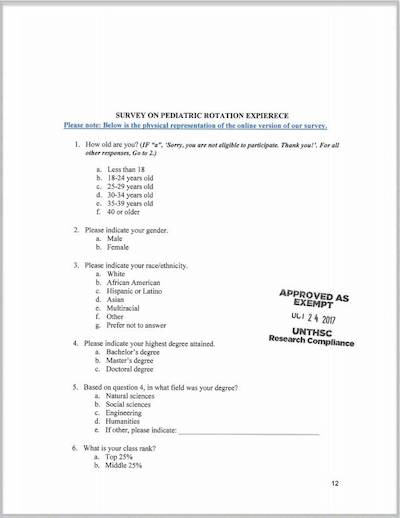 SURVEY ON PEDIATRIC ROTATION EXPIERECE
Please note: Below is the physical representation of the online version of our survey.
1. How old are you? (IF "a", 'Sorry, you are not eligible to participate. Thank you!'. For all
other responses, Go to 2.)
a. Less than 18
b. 18-24 years old
c. 25-29 years old
d. 30-34 years old
e. 35-39 years old
f. 40 or older
2. Please indicate your gender.
a. Male
b. Female
3. Please indicate your race/ethnicity.
a. White
b. African American
c. Hispanic or Latino
d. Asian
e. Multiracial
f. Other
g. Prefer not to answer
APPROVED AS
EXEMPT
OCT 24 2017
UNTHSC
Research Compliance
4. Please indicate your highest degree attained.
a. Bachelor's degree
b. Master's degree
c. Doctoral degree
5. Based on question 4, in what field was your degree?
a. Natural sciences
b. Social sciences
c. Engineering
d. Humanities
e. If other, please indicate:
6. What is your class rank?
a. Top 25%
b. Middle 25%
12